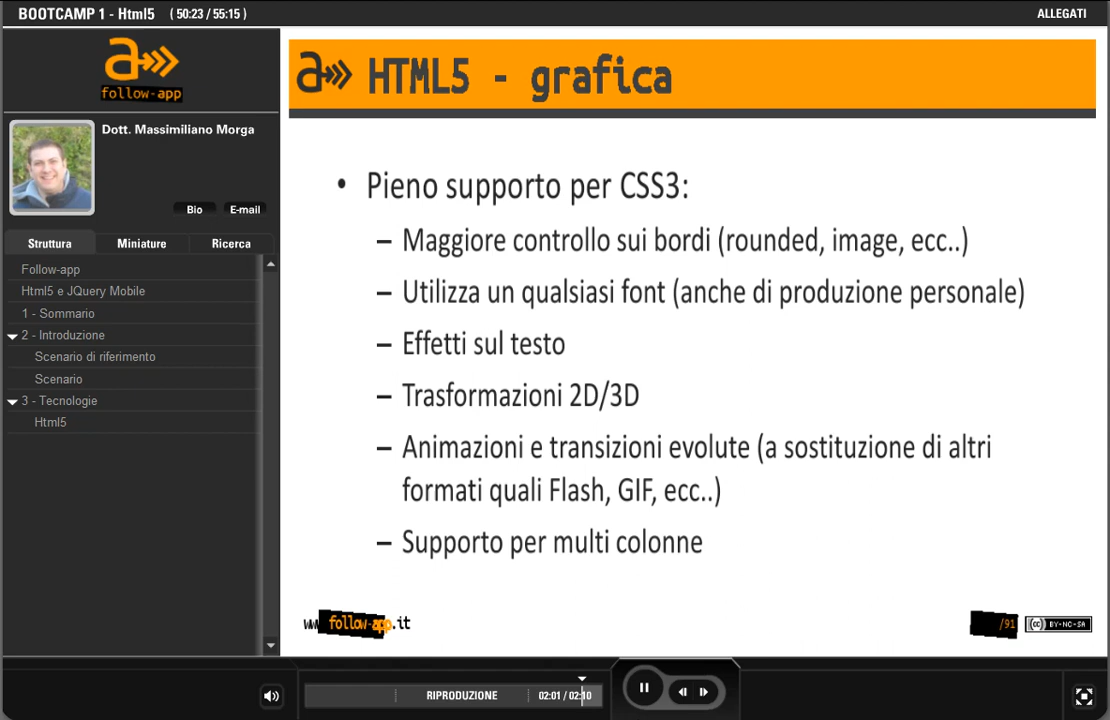 BOOTCAMP 1 - Html5 ( 50:23 / 55:15 )
ALLEGATI
a
follow-app
Dott. Massimiliano Morga
Bio
E-mail
Struttura
Miniature
Ricerca
Follow-app
Html5 e JQuery Mobile
1 - Sommario
2 - Introduzione
Scenario di riferimento
Scenario
3 - Tecnologie
Html5
a HTML5 - grafica
• Pieno supporto per CSS3:
– Maggiore controllo sui bordi (rounded, image, ecc..)
– Utilizza un qualsiasi font (anche di produzione personale)
– Effetti sul testo
– Trasformazioni 2D/3D
– Animazioni e transizioni evolute (a sostituzione di altri
formati quali Flash, GIF, ecc..)
– Supporto per multi colonne
www.follow-app.it
/91
cc BY-NC-SA
RIPRODUZIONE
02:01 / 02:10